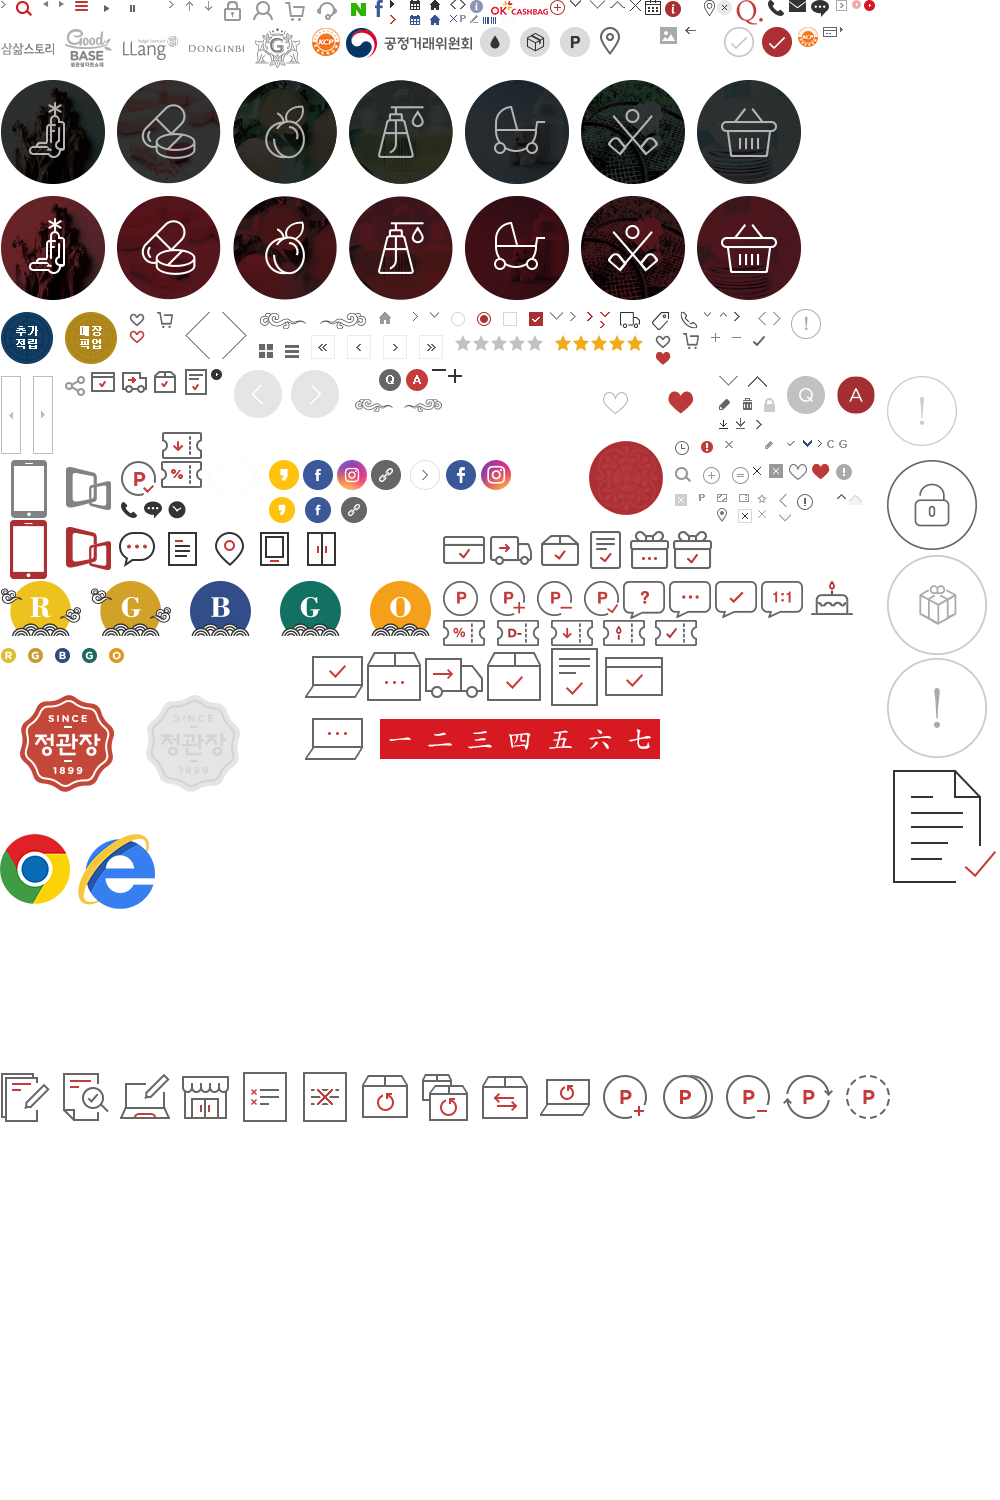 OK CASHBAG
Q.
삼삶스토리
Good
BASE
LLang
DONGINBI
G
KCP
공정거래위원회
P
KCP
추가
적립
매장
픽업
Q
A
Q
A
P
%
C G
P
R
G
B
G
O
P
P
P
P
?
1:1
%
D-
R
G
B
G
O
SINCE
정관장
1899
SINCE
정관장
1899
一 二 三 四 五 六 七
P
P
P
P
P